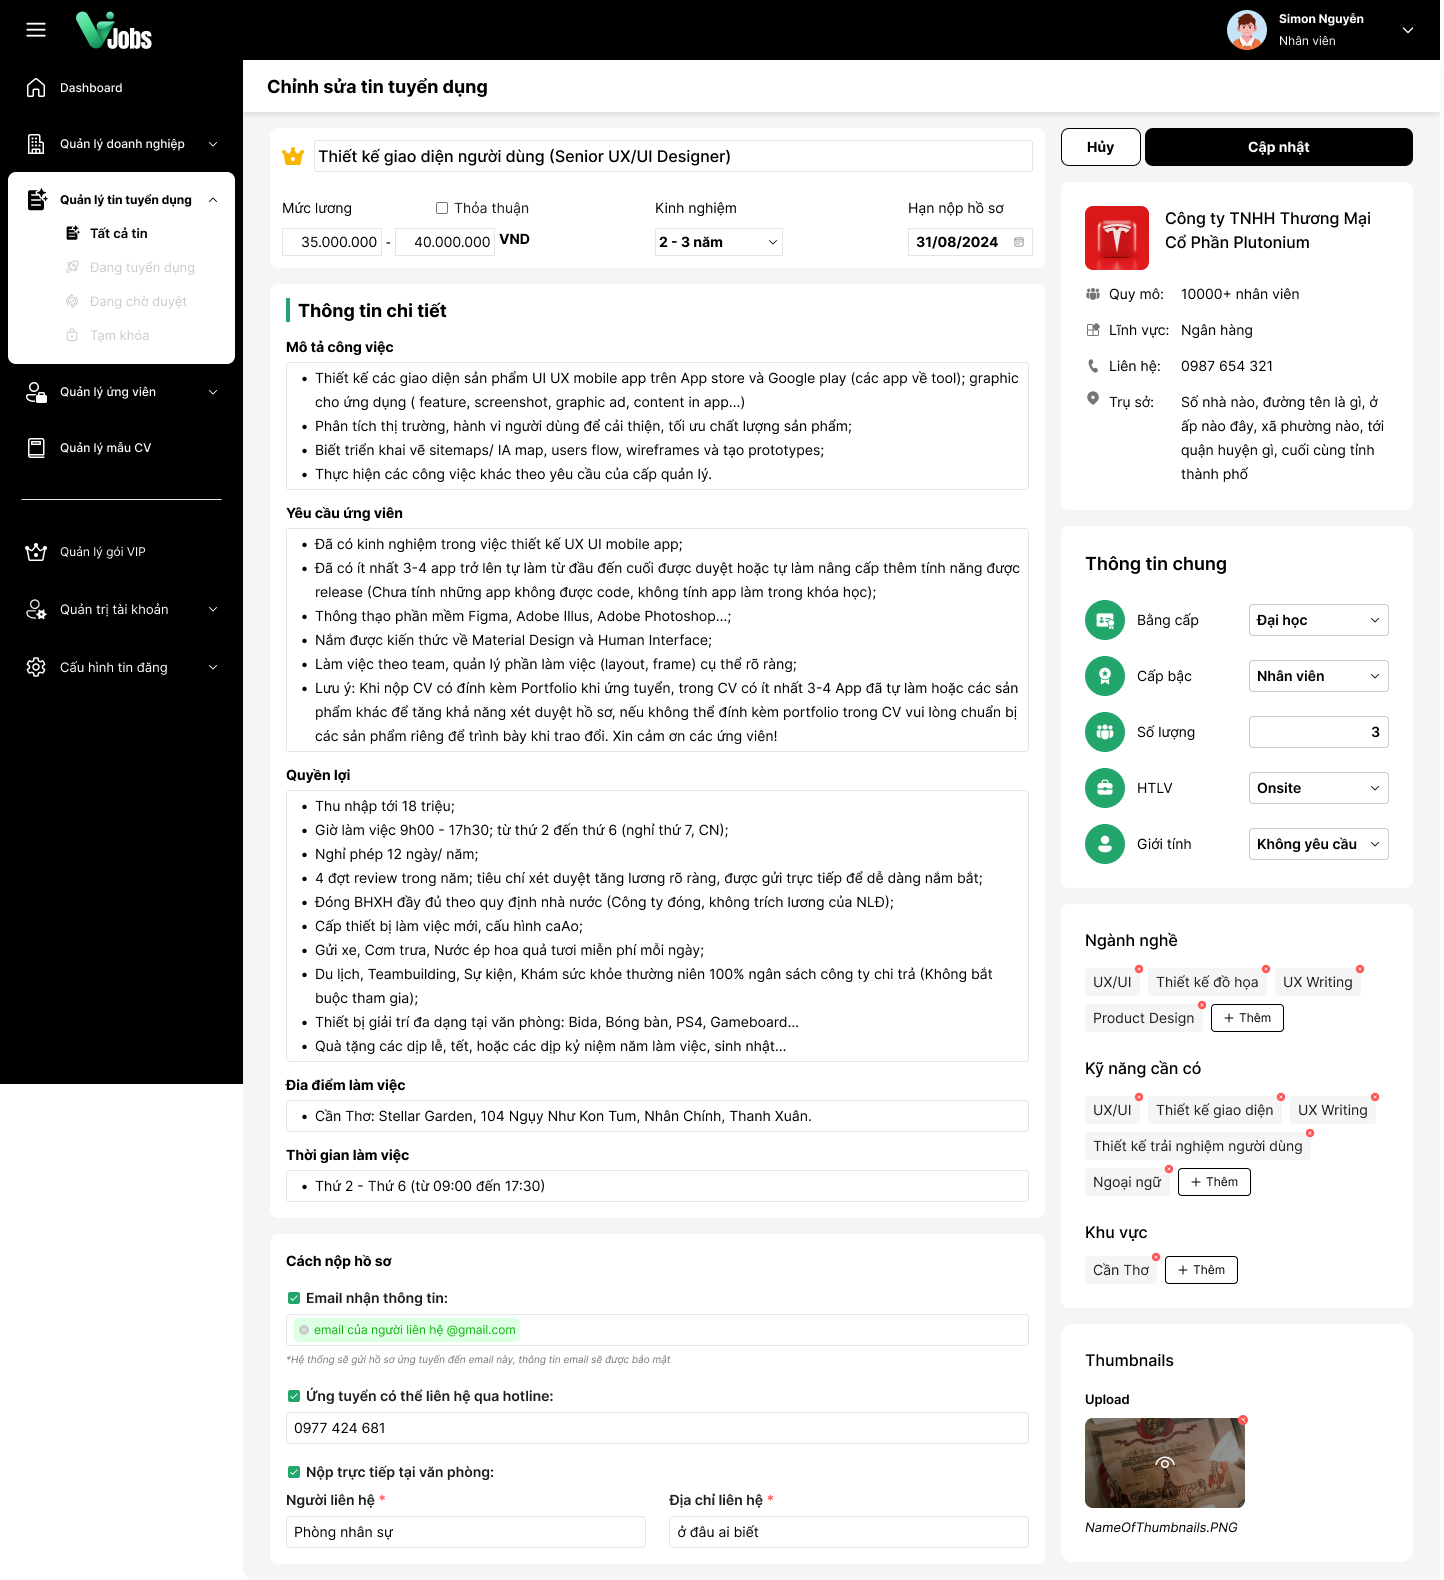 VJobs
Simon Nguyễn
Nhân viên
Dashboard
Quản lý doanh nghiệp
Quản lý tin tuyển dụng
Tất cả tin
Đang tuyển dụng
Đang chờ duyệt
Tạm khóa
Quản lý ứng viên
Quản lý mẫu CV
Quản lý gói VIP
Quản trị tài khoản
Cấu hình tin đăng
Chỉnh sửa tin tuyển dụng
Thiết kế giao diện người dùng (Senior UX/UI Designer)
Mức lương
Thỏa thuận
Kinh nghiệm
Hạn nộp hồ sơ
35.000.000 - 40.000.000 VND
2 - 3 năm
31/08/2024
Thông tin chi tiết
Mô tả công việc
• Thiết kế các giao diện sản phẩm UI UX mobile app trên App store và Google play (các app về tool); graphic
cho ứng dụng ( feature, screenshot, graphic ad, content in app...)
• Phân tích thị trường, hành vi người dùng để cải thiện, tối ưu chất lượng sản phẩm;
• Biết triển khai vẽ sitemaps/ IA map, users flow, wireframes và tạo prototypes;
• Thực hiện các công việc khác theo yêu cầu của cấp quản lý.
Yêu cầu ứng viên
• Đã có kinh nghiệm trong việc thiết kế UX UI mobile app;
• Đã có ít nhất 3-4 app trở lên tự làm từ đầu đến cuối được duyệt hoặc tự làm nâng cấp thêm tính năng được
release (Chưa tính những app không được code, không tính app làm trong khóa học);
• Thông thạo phần mềm Figma, Adobe Illus, Adobe Photoshop...;
• Nắm được kiến thức về Material Design và Human Interface;
• Làm việc theo team, quản lý phần làm việc (layout, frame) cụ thể rõ ràng;
• Lưu ý: Khi nộp CV có đính kèm Portfolio khi ứng tuyển, trong CV có ít nhất 3-4 App đã tự làm hoặc các sản
phẩm khác để tăng khả năng xét duyệt hồ sơ, nếu không thể đính kèm portfolio trong CV vui lòng chuẩn bị
các sản phẩm riêng để trình bày khi trao đổi. Xin cảm ơn các ứng viên!
Quyền lợi
• Thu nhập tới 18 triệu;
• Giờ làm việc 9h00 - 17h30; từ thứ 2 đến thứ 6 (nghỉ thứ 7, CN);
• Nghỉ phép 12 ngày/ năm;
• 4 đợt review trong năm; tiêu chí xét duyệt tăng lương rõ ràng, được gửi trực tiếp để dễ dàng nắm bắt;
• Đóng BHXH đầy đủ theo quy định nhà nước (Công ty đóng, không trích lương của NLĐ);
• Cấp thiết bị làm việc mới, cấu hình caAo;
• Gửi xe, Cơm trưa, Nước ép hoa quả tươi miễn phí mỗi ngày;
• Du lịch, Teambuilding, Sự kiện, Khám sức khỏe thường niên 100% ngân sách công ty chi trả (Không bắt
buộc tham gia);
• Thiết bị giải trí đa dạng tại văn phòng: Bida, Bóng bàn, PS4, Gameboard...
• Quà tặng các dịp lễ, tết, hoặc các dịp kỷ niệm năm làm việc, sinh nhật...
Đia điểm làm việc
• Cần Thơ: Stellar Garden, 104 Ngụy Như Kon Tum, Nhân Chính, Thanh Xuân.
Thời gian làm việc
• Thứ 2 - Thứ 6 (từ 09:00 đến 17:30)
Cách nộp hồ sơ
Email nhận thông tin:
email của người liên hệ @gmail.com
*Hệ thống sẽ gửi hồ sơ ứng tuyển đến email này, thông tin email sẽ được bảo mật
Ứng tuyển có thể liên hệ qua hotline:
0977 424 681
Nộp trực tiếp tại văn phòng:
Người liên hệ *
Địa chỉ liên hệ *
Phòng nhân sự
ở đâu ai biết
Hủy
Cập nhật
Công ty TNHH Thương Mại
Cổ Phần Plutonium
Quy mô: 10000+ nhân viên
Lĩnh vực: Ngân hàng
Liên hệ: 0987 654 321
Trụ sở: Số nhà nào, đường tên là gì, ở
ấp nào đây, xã phường nào, tới
quận huyện gì, cuối cùng tỉnh
thành phố
Thông tin chung
Bằng cấp
Đại học
Cấp bậc
Nhân viên
Số lượng
3
HTLV
Onsite
Giới tính
Không yêu cầu
Ngành nghề
UX/UI
Thiết kế đồ họa
UX Writing
Product Design
+ Thêm
Kỹ năng cần có
UX/UI
Thiết kế giao diện
UX Writing
Thiết kế trải nghiệm người dùng
Ngoại ngữ
+ Thêm
Khu vực
Cần Thơ
+ Thêm
Thumbnails
Upload
NameOfThumbnails.PNG